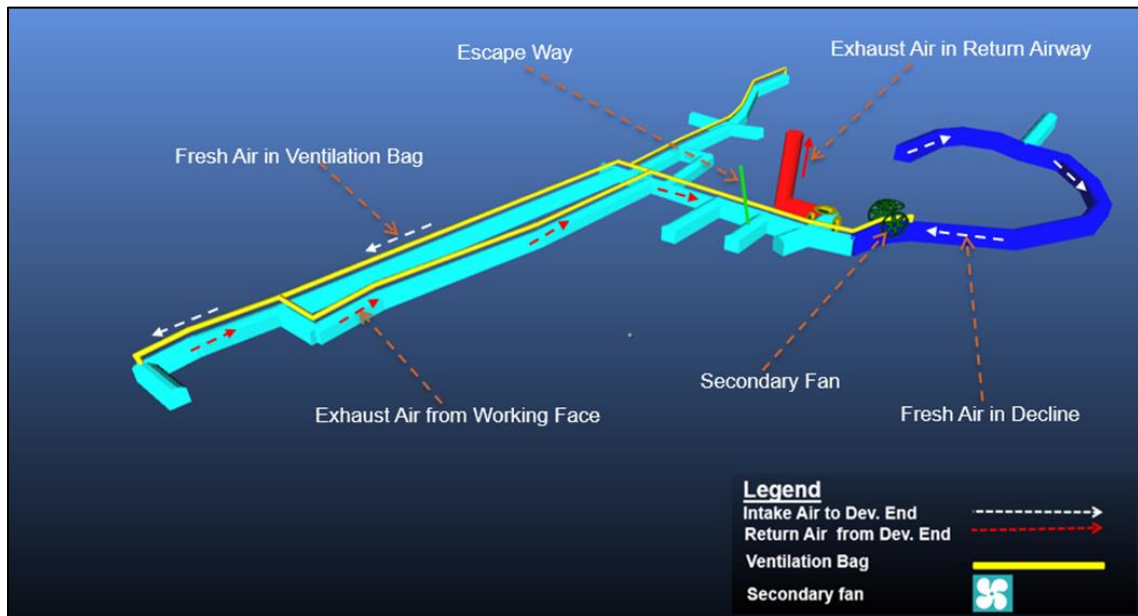 Escape Way
Exhaust Air in Return Airway
Fresh Air in Ventilation Bag
Secondary Fan
Exhaust Air from Working Face
Fresh Air in Decline
Legend
Intake Air to Dev. End
Return Air from Dev. End
Ventilation Bag
Secondary fan